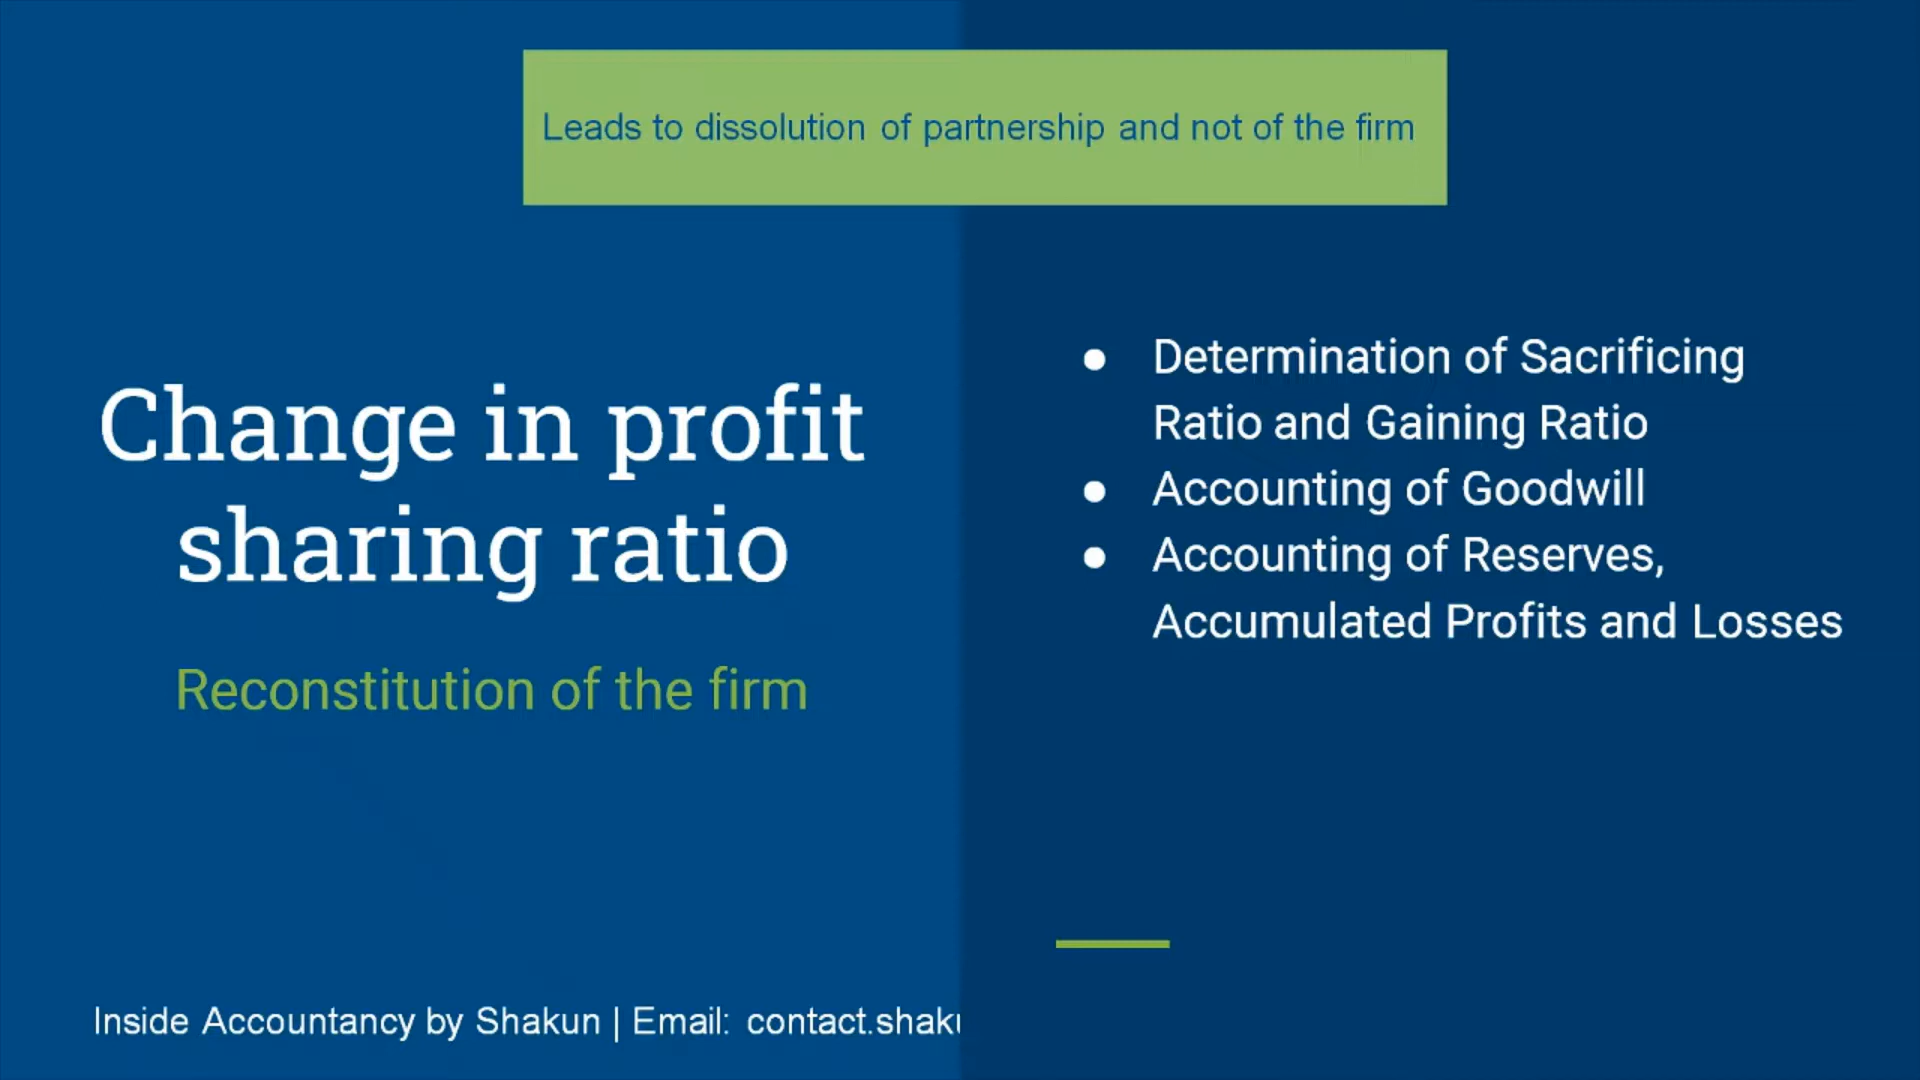 Leads to dissolution of partnership and not of the firm
Change in profit
sharing ratio
Reconstitution of the firm
● Determination of Sacrificing
Ratio and Gaining Ratio
● Accounting of Goodwill
● Accounting of Reserves,
Accumulated Profits and Losses
Inside Accountancy by Shakun | Email: